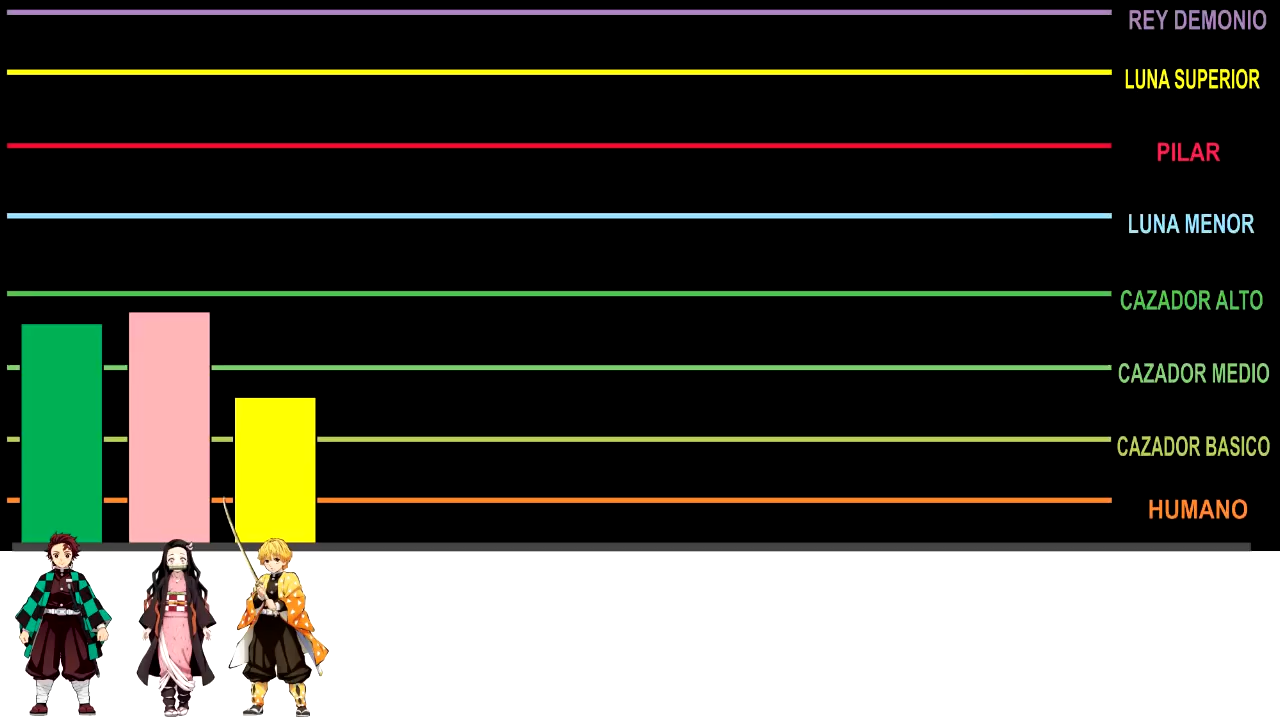 REY DEMONIO
LUNA SUPERIOR
PILAR
LUNA MENOR
CAZADOR ALTO
CAZADOR MEDIO
CAZADOR BASICO
HUMANO